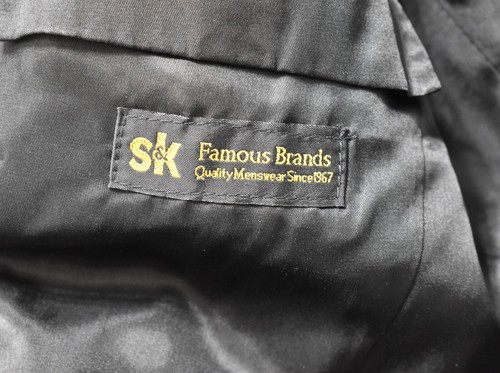 S&K
Famous Brands
Quality Menswear Since 1967